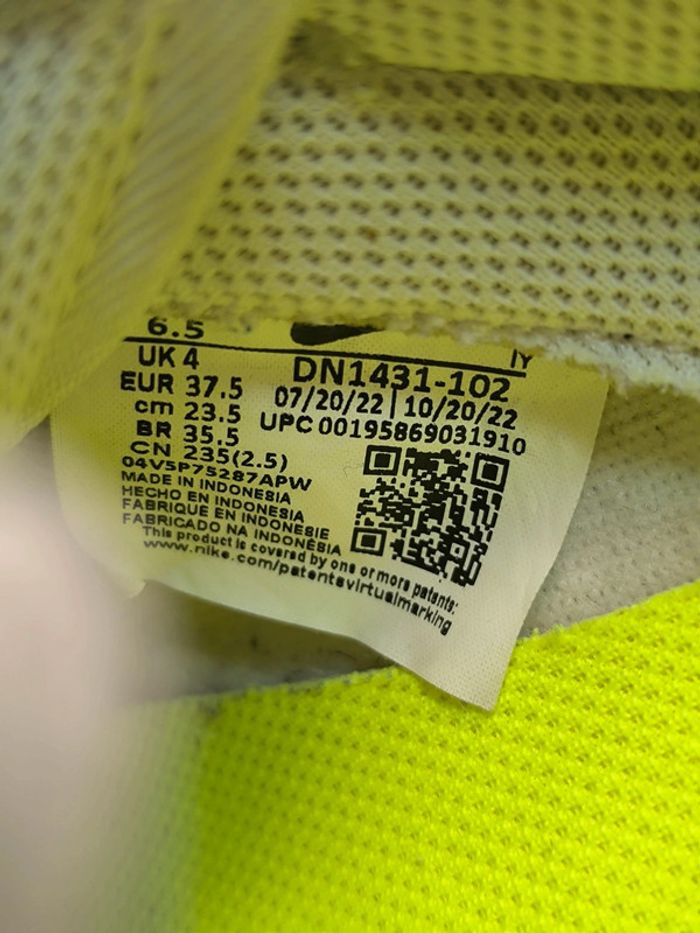 6.5
IY
UK 4
DN1431-102
EUR 37.5
07/20/22 | 10/20/22
cm 23.5
UPC 00195869031910
BR 35.5
CN 235(2.5)
04V5P75287APW
MADE IN INDONESIA
HECHO EN INDONESIA
FABRIQUE EN INDONESIE
FABRICADO NA INDONÉSIA
This product is covered by one or more patents:
www.nike.com/patentsvirtualmarking